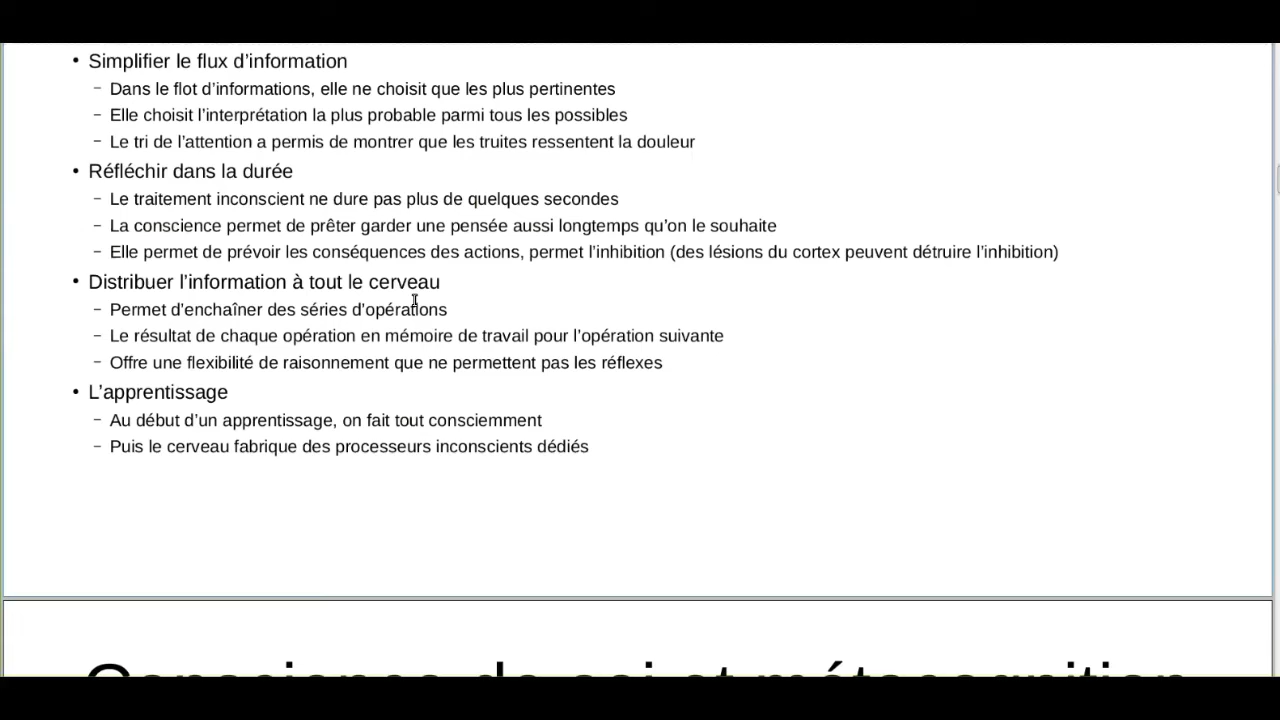 • Simplifier le flux d’information
– Dans le flot d’informations, elle ne choisit que les plus pertinentes
– Elle choisit l’interprétation la plus probable parmi tous les possibles
– Le tri de l’attention a permis de montrer que les truites ressentent la douleur
• Réfléchir dans la durée
– Le traitement inconscient ne dure pas plus de quelques secondes
– La conscience permet de prêter garder une pensée aussi longtemps qu’on le souhaite
– Elle permet de prévoir les conséquences des actions, permet l’inhibition (des lésions du cortex peuvent détruire l’inhibition)
• Distribuer l’information à tout le cerveau
– Permet d’enchaîner des séries d’opérations
– Le résultat de chaque opération en mémoire de travail pour l’opération suivante
– Offre une flexibilité de raisonnement que ne permettent pas les réflexes
• L’apprentissage
– Au début d’un apprentissage, on fait tout consciemment
– Puis le cerveau fabrique des processeurs inconscients dédiés
Conscience de soi et métacognition